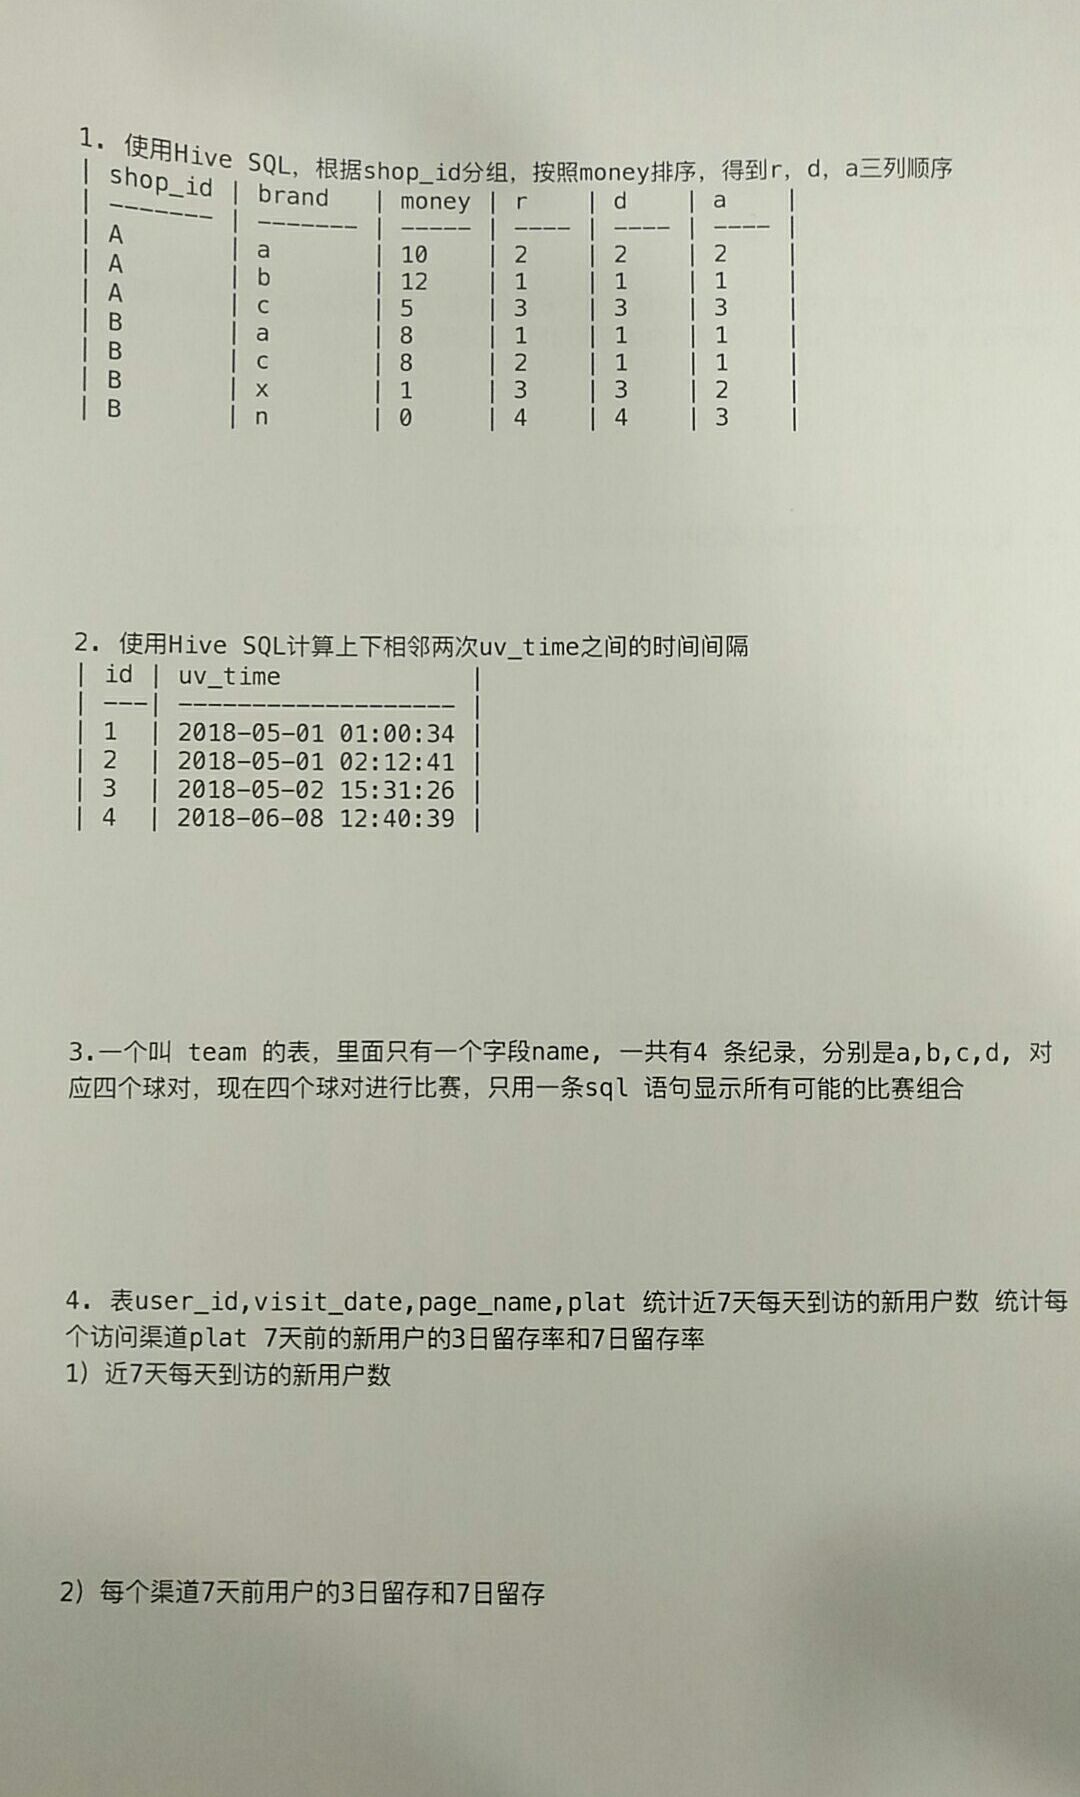 1. 使用Hive SQL, 根据shop_id分组, 按照money排序, 得到r, d, a三列顺序
| shop_id | brand | money | r | d | a |
| ------- | ------- | ----- | ---- | ---- | ---- |
| A | a | 10 | 2 | 2 | 2 |
| A | b | 12 | 1 | 1 | 1 |
| A | c | 5 | 3 | 3 | 3 |
| B | a | 8 | 1 | 1 | 1 |
| B | c | 8 | 2 | 1 | 1 |
| B | x | 1 | 3 | 3 | 2 |
| B | n | 0 | 4 | 4 | 3 |
2. 使用Hive SQL计算上下相邻两次uv_time之间的时间间隔
| id | uv_time |
| ---| ------------------- |
| 1 | 2018-05-01 01:00:34 |
| 2 | 2018-05-01 02:12:41 |
| 3 | 2018-05-02 15:31:26 |
| 4 | 2018-06-08 12:40:39 |
3.一个叫 team 的表, 里面只有一个字段name, 一共有4 条纪录, 分别是a,b,c,d, 对
应四个球对, 现在四个球对进行比赛, 只用一条sql 语句显示所有可能的比赛组合
4. 表user_id,visit_date,page_name,plat 统计近7天每天到访的新用户数 统计每
个访问渠道plat 7天前的新用户的3日留存率和7日留存率
1) 近7天每天到访的新用户数
2) 每个渠道7天前用户的3日留存和7日留存